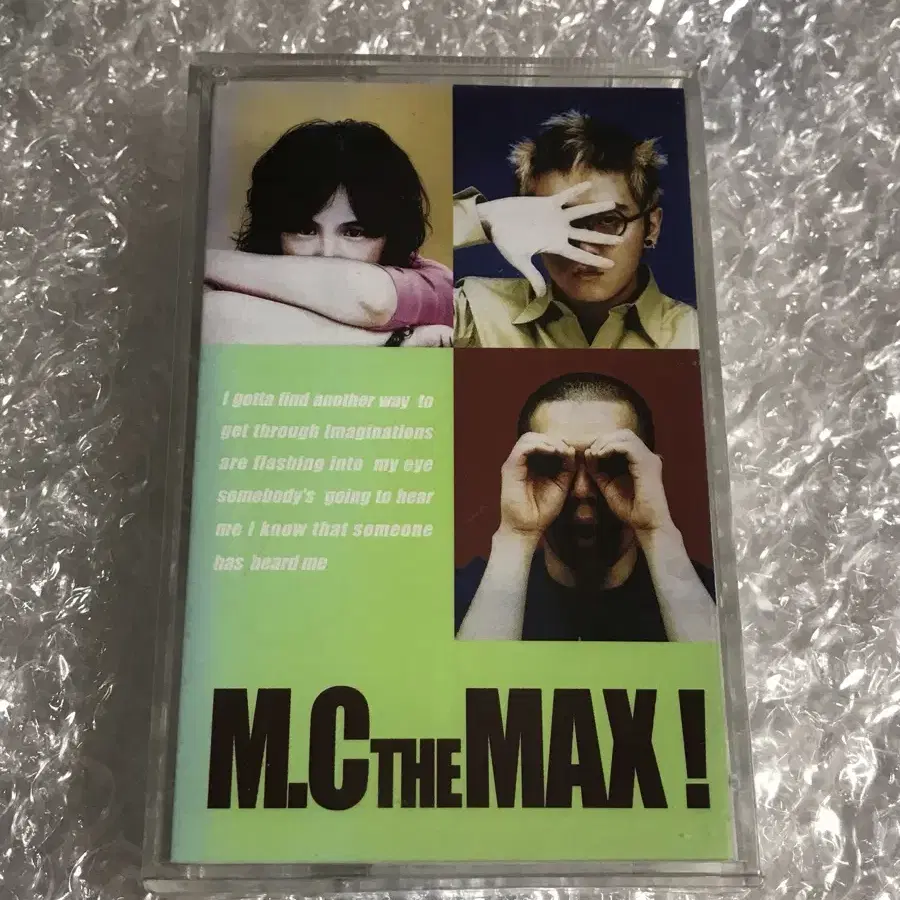 I gotta find another way to
get through Imaginations
are flashing into my eye
somebody's going to hear
me I know that someone
has heard me
M.C THE MAX!